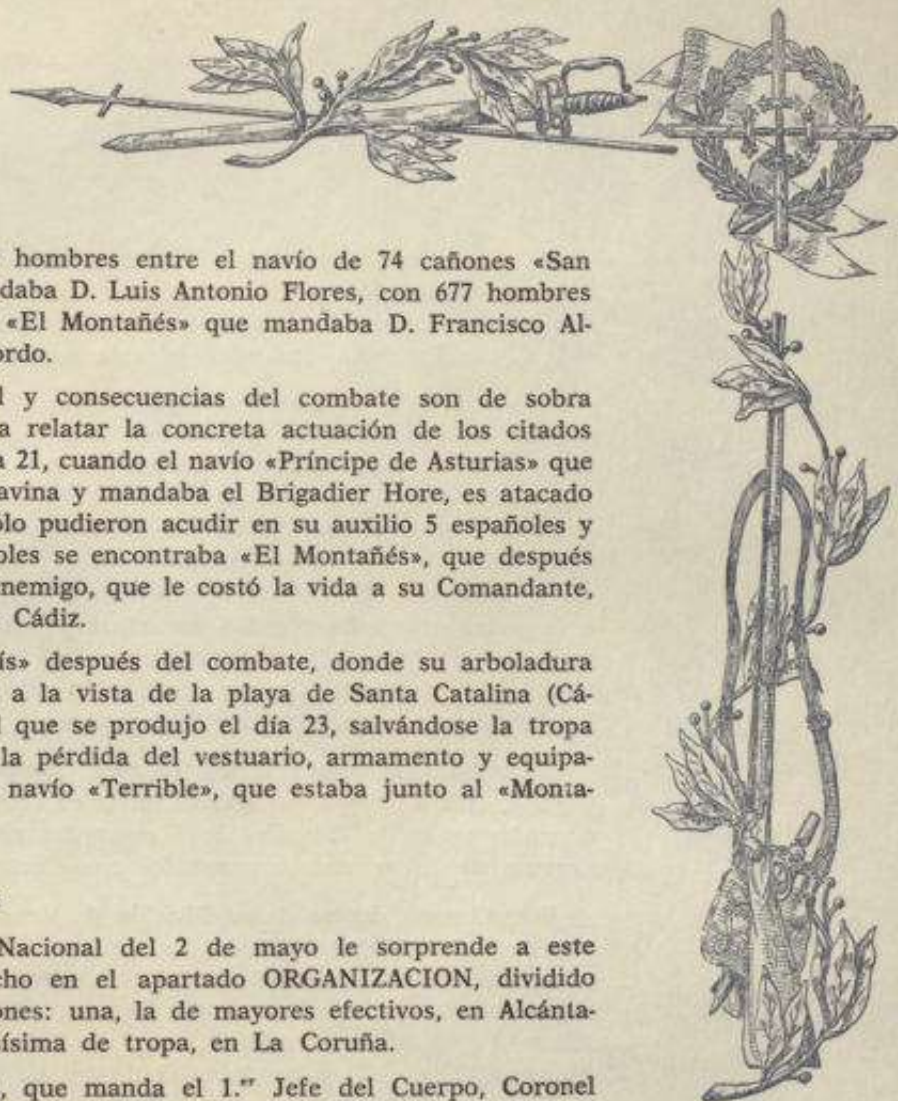 hombres entre el navío de 74 cañones «San
daba D. Luis Antonio Flores, con 677 hombres
«El Montañés» que mandaba D. Francisco Al-
ordo.
l y consecuencias del combate son de sobra
a relatar la concreta actuación de los citados
a 21, cuando el navío «Príncipe de Asturias» que
avina y mandaba el Brigadier Hore, es atacado
olo pudieron acudir en su auxilio 5 españoles y
oles se encontraba «El Montañés», que después
nemigo, que le costó la vida a su Comandante,
Cádiz.
ís» después del combate, donde su arboladura
a la vista de la playa de Santa Catalina (Cá-
l que se produjo el día 23, salvándose la tropa
la pérdida del vestuario, armamento y equipa-
navío «Terrible», que estaba junto al «Monta-
Nacional del 2 de mayo le sorprende a este
cho en el apartado ORGANIZACION, dividido
ones: una, la de mayores efectivos, en Alcánta-
ísima de tropa, en La Coruña.
, que manda el 1.er Jefe del Cuerpo, Coronel